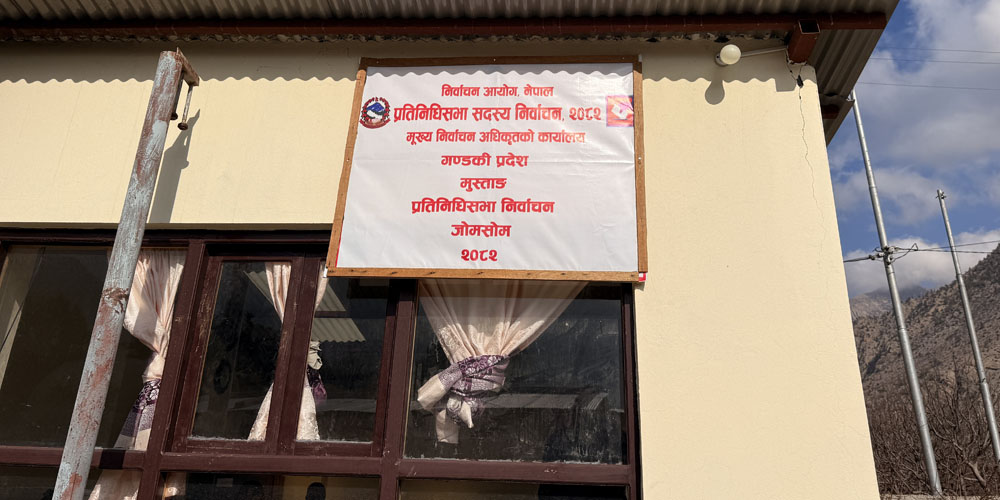 निर्वाचन आयोग, नेपाल
प्रतिनिधिसभा सदस्य निर्वाचन, २०८२
मूख्य निर्वाचन अधिकृतको कार्यालय
गण्डकी प्रदेश
मुस्ताङ
प्रतिनिधिसभा निर्वाचन
जोमसोम
२०८२